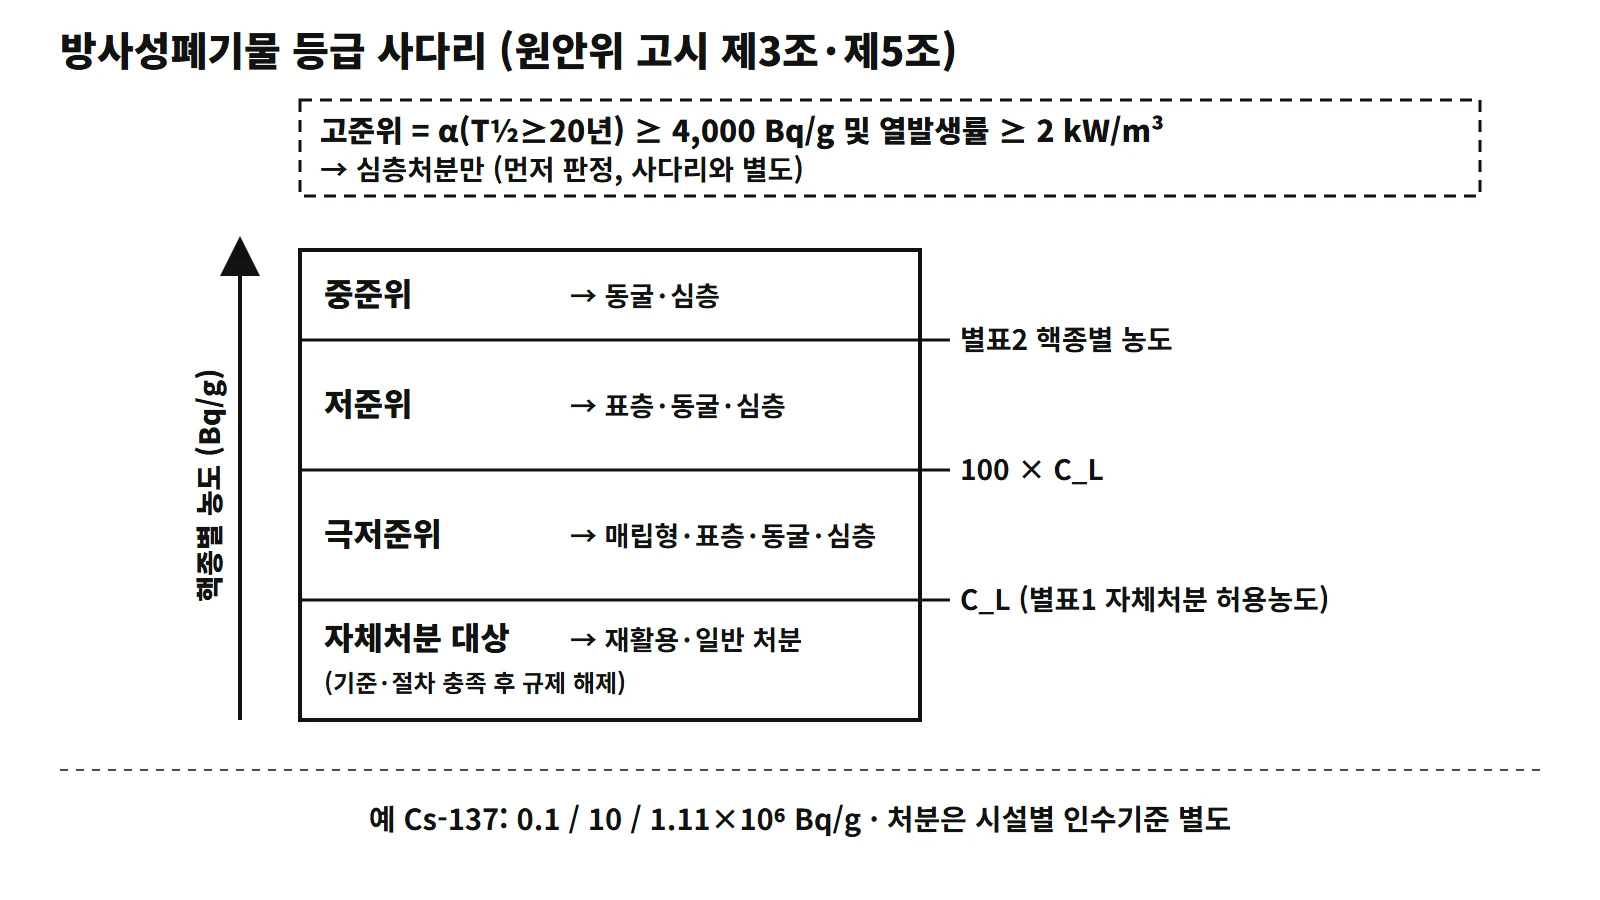 방사성폐기물 등급 사다리 (원안위 고시 제3조·제5조)
고준위 = α(T½≥20년) ≥ 4,000 Bq/g 및 열발생률 ≥ 2 kW/m³
→ 심층처분만 (먼저 판정, 사다리와 별도)
핵종별 농도 (Bq/g)
중준위 → 동굴·심층
별표2 핵종별 농도
저준위 → 표층·동굴·심층
100 × C_L
극저준위 → 매립형·표층·동굴·심층
C_L (별표1 자체처분 허용농도)
자체처분 대상 → 재활용·일반 처분
(기준·절차 충족 후 규제 해제)
예 Cs-137: 0.1 / 10 / 1.11×10⁶ Bq/g · 처분은 시설별 인수기준 별도